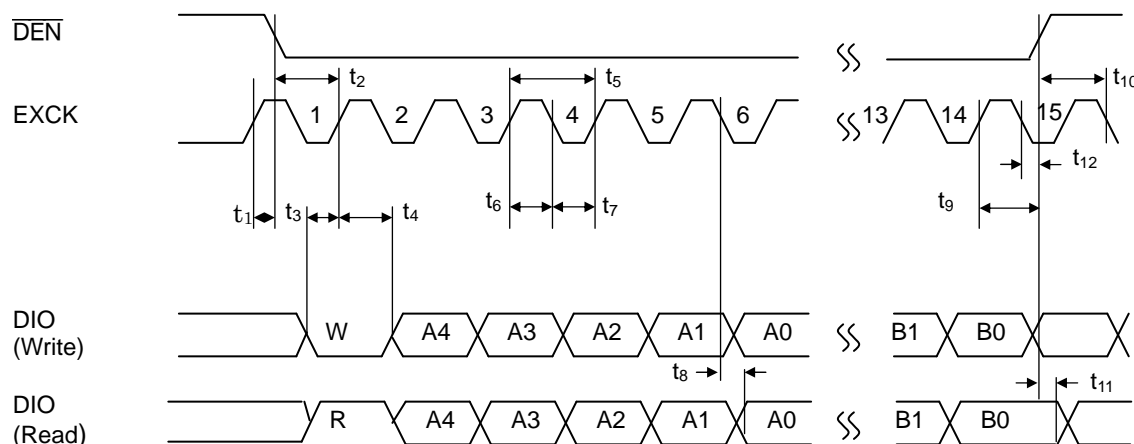 DEN
t2 t5 t10
EXCK 1 2 3 4 5 6 13 14 15
t12
t1 t3 t4 t6 t7 t9
DIO
(Write)
W A4 A3 A2 A1 A0 B1 B0
t8 t11
DIO
(Read)
R A4 A3 A2 A1 A0 B1 B0